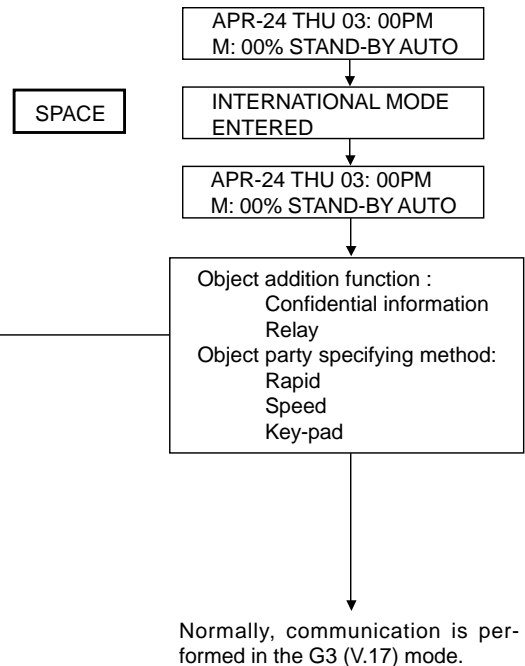 APR-24 THU 03: 00PM
M: 00% STAND-BY AUTO
SPACE
INTERNATIONAL MODE
ENTERED
APR-24 THU 03: 00PM
M: 00% STAND-BY AUTO
Object addition function :
Confidential information
Relay
Object party specifying method:
Rapid
Speed
Key-pad
Normally, communication is per-
formed in the G3 (V.17) mode.